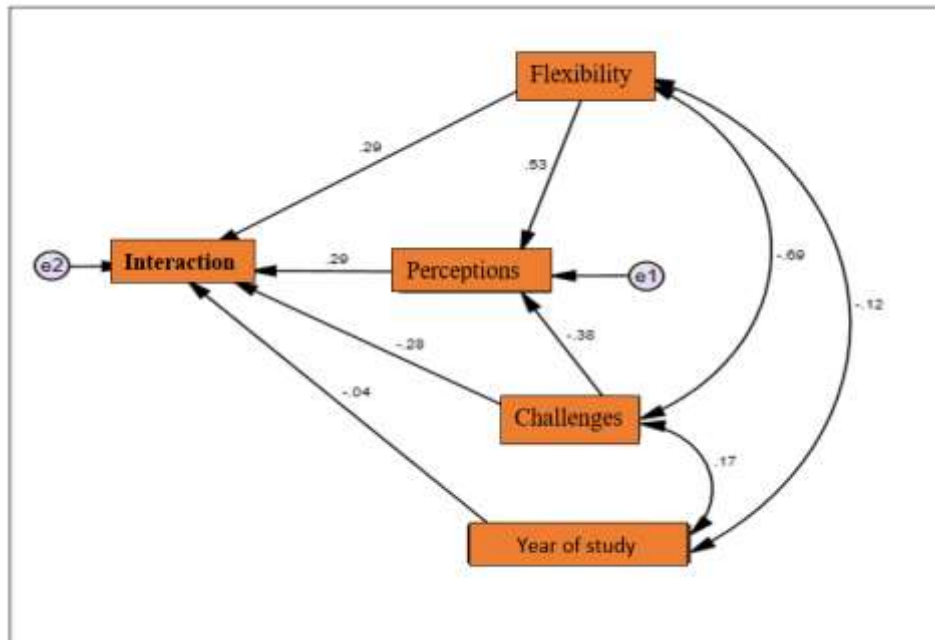 Flexibility
.29
.53
e2
Interaction
.29
Perceptions
e1
-.69
-.12
-.38
-.28
-.04
Challenges
.17
Year of study